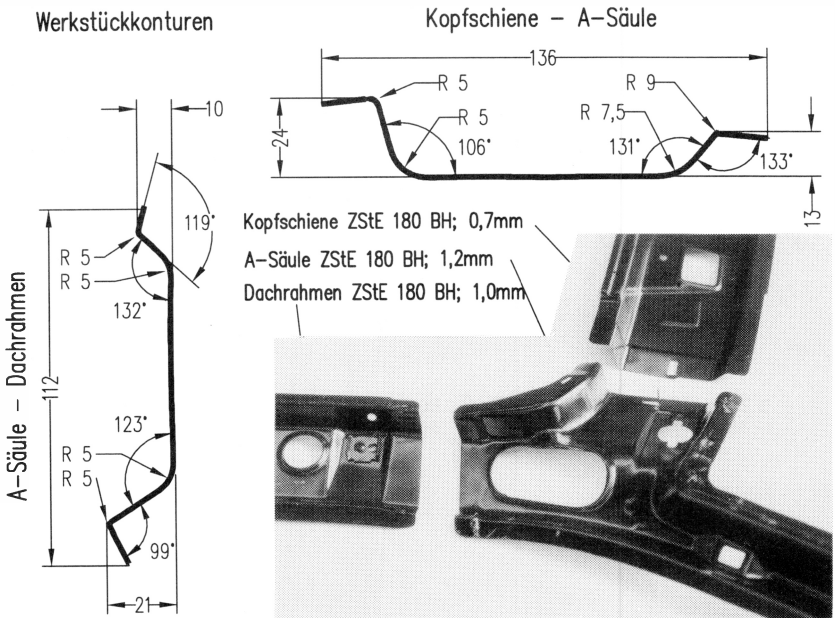 Werkstückkonturen
Kopfschiene – A-Säule
136
10
R 5
R 9
24
R 5
R 7,5
106°
131°
133°
13
119°
R 5
R 5
132°
A-Säule – Dachrahmen
112
123°
R 5
R 5
99°
21
Kopfschiene ZStE 180 BH; 0,7mm
A-Säule ZStE 180 BH; 1,2mm
Dachrahmen ZStE 180 BH; 1,0mm